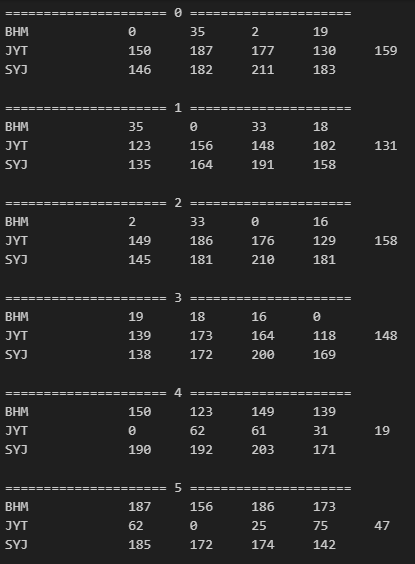 ===================== 0 =====================
BHM 0 35 2 19
JYT 150 187 177 130 159
SYJ 146 182 211 183
===================== 1 =====================
BHM 35 0 33 18
JYT 123 156 148 102 131
SYJ 135 164 191 158
===================== 2 =====================
BHM 2 33 0 16
JYT 149 186 176 129 158
SYJ 145 181 210 181
===================== 3 =====================
BHM 19 18 16 0
JYT 139 173 164 118 148
SYJ 138 172 200 169
===================== 4 =====================
BHM 150 123 149 139
JYT 0 62 61 31 19
SYJ 190 192 203 171
===================== 5 =====================
BHM 187 156 186 173
JYT 62 0 25 75 47
SYJ 185 172 174 142